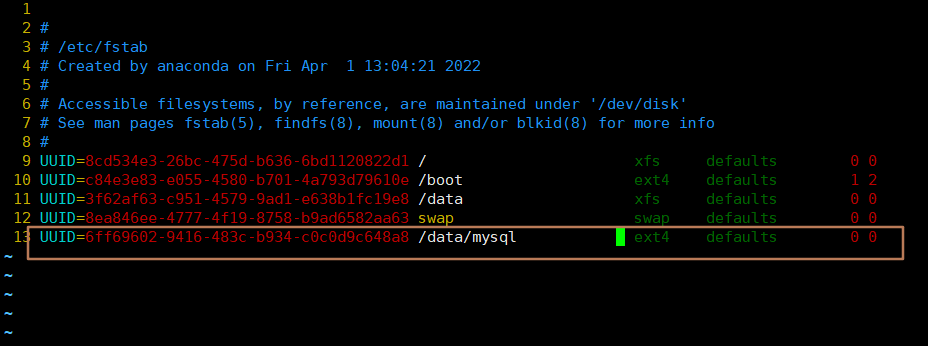 1
2 #
3 # /etc/fstab
4 # Created by anaconda on Fri Apr  1 13:04:21 2022
5 #
6 # Accessible filesystems, by reference, are maintained under '/dev/disk'
7 # See man pages fstab(5), findfs(8), mount(8) and/or blkid(8) for more info
8 #
9 UUID=8cd534e3-26bc-475d-b636-6bd1120822d1 /                       xfs     defaults        0 0
10 UUID=c84e3e83-e055-4580-b701-4a793d79610e /boot                   ext4    defaults        1 2
11 UUID=3f62af63-c951-4579-9ad1-e638b1fc19e8 /data                   xfs     defaults        0 0
12 UUID=8ea846ee-4777-4f19-8758-b9ad6582aa63 swap                    swap    defaults        0 0
13 UUID=6ff69602-9416-483c-b934-c0c0d9c648a8 /data/mysql             ext4    defaults        0 0
~
~
~
~
~